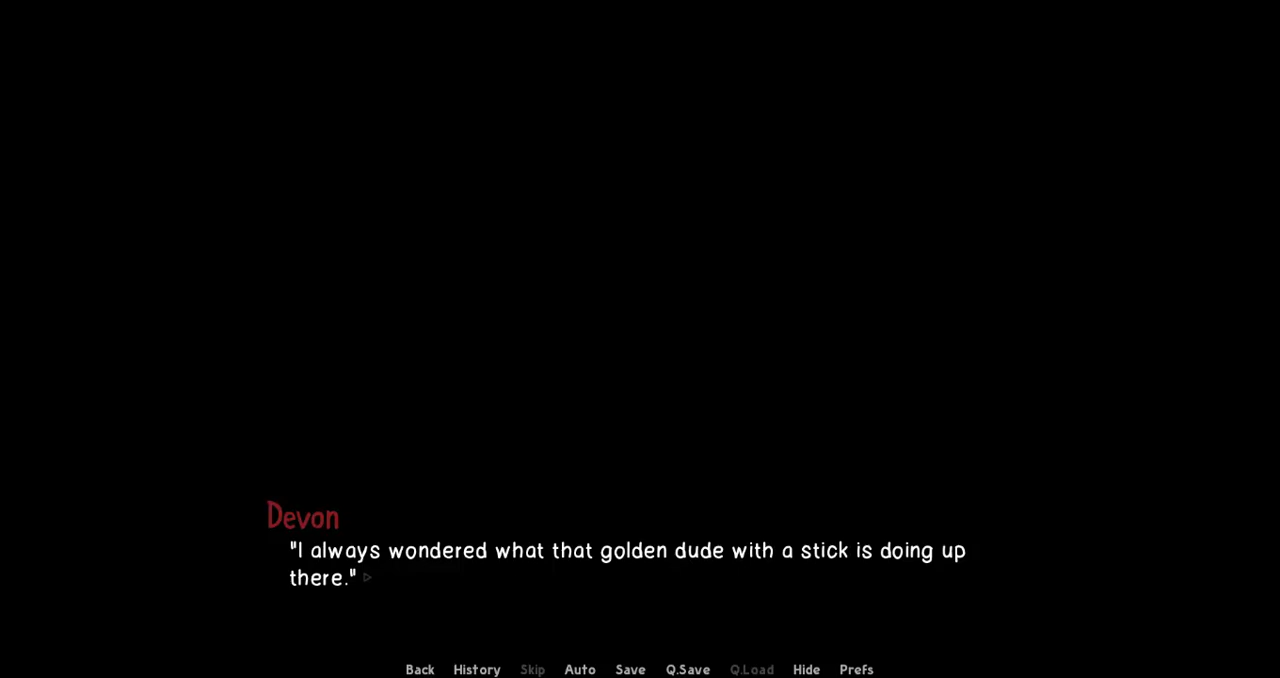 Devon
"I always wondered what that golden dude with a stick is doing up
there."
Back History Skip Auto Save Q.Save Q.Load Hide Prefs